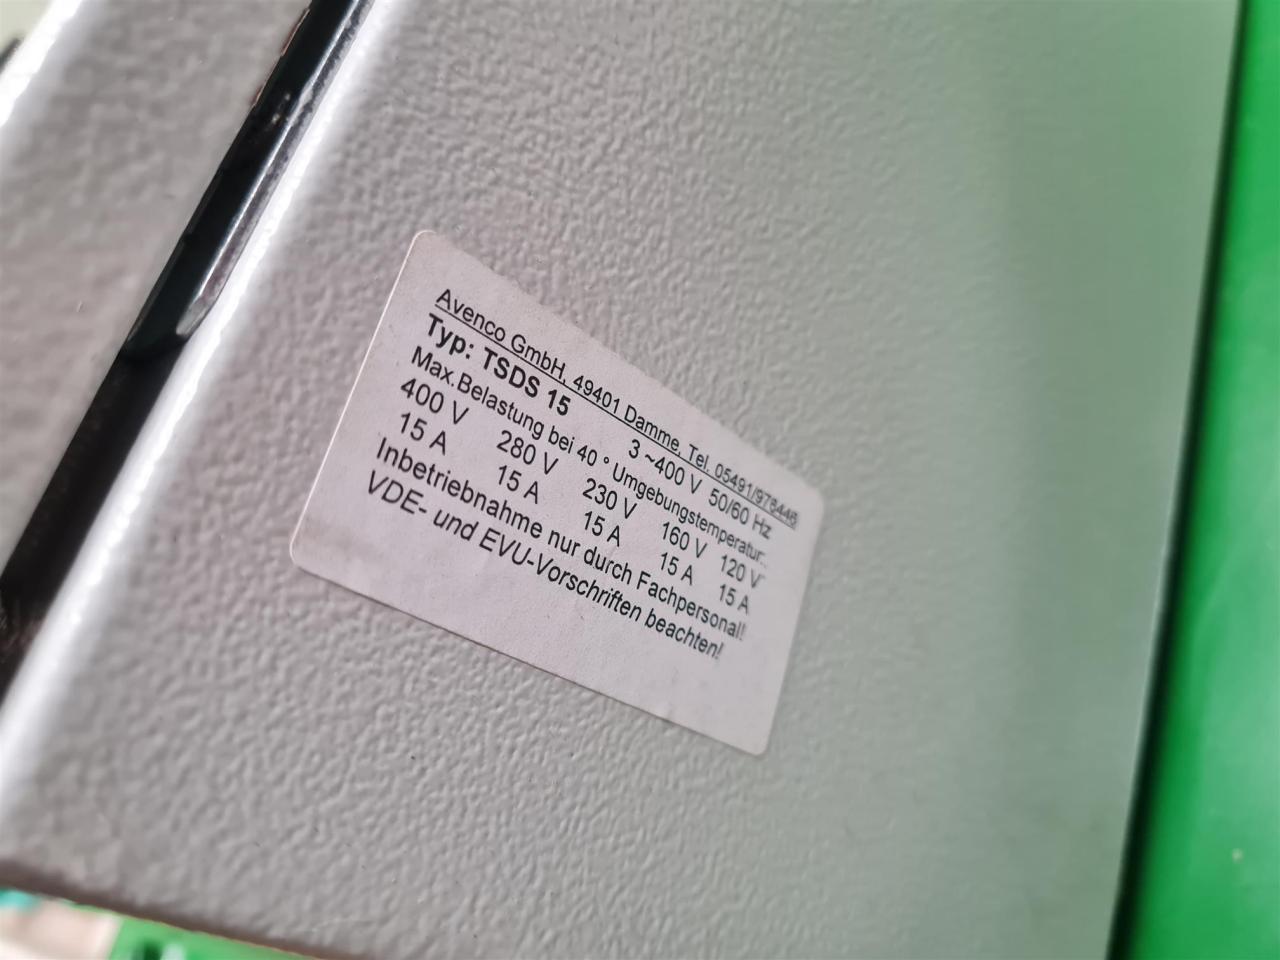 Avenco GmbH, 49401 Damme, Tel. 05491/976446
Typ: TSDS 15 3 ~400 V 50/60 Hz
Max.Belastung bei 40 ° Umgebungstemperatur:
400 V 280 V 230 V 160 V 120 V
15 A 15 A 15 A 15 A 15 A
Inbetriebnahme nur durch Fachpersonal!
VDE- und EVU-Vorschriften beachten!